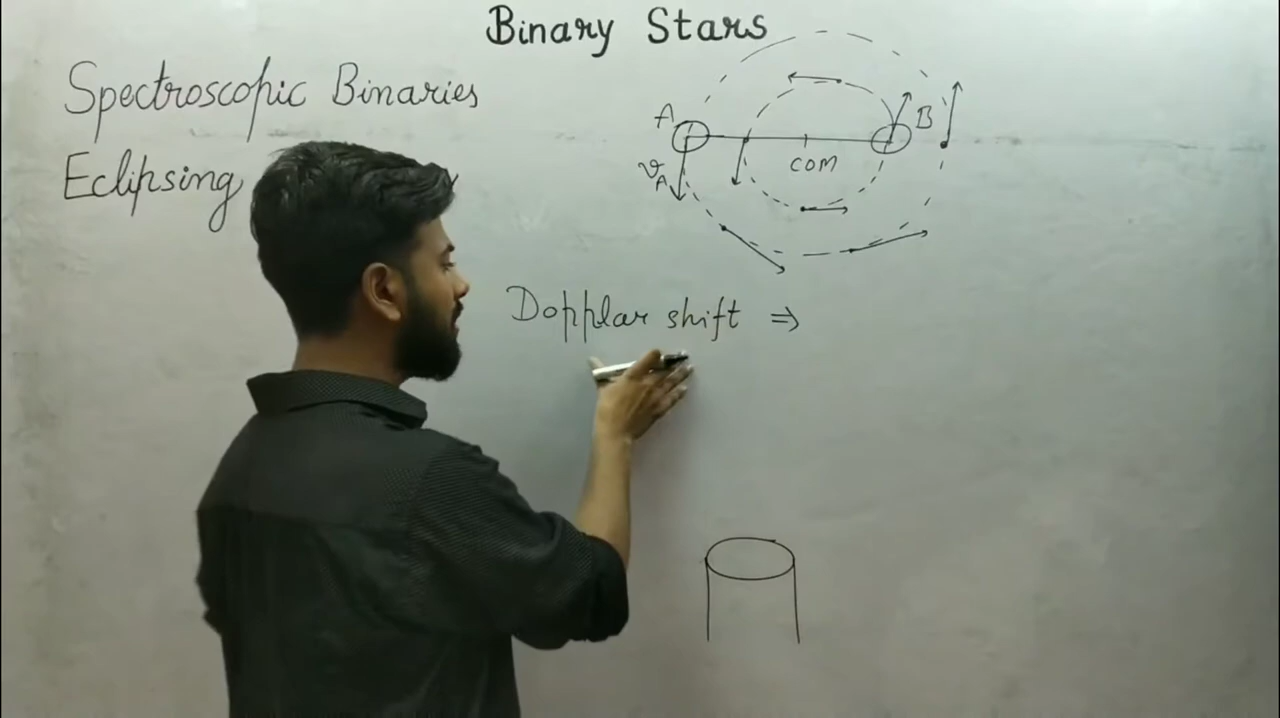 Binary Stars
Spectroscopic Binaries
Eclipsing
A
B
v_A
COM
Dopplar shift ⇒